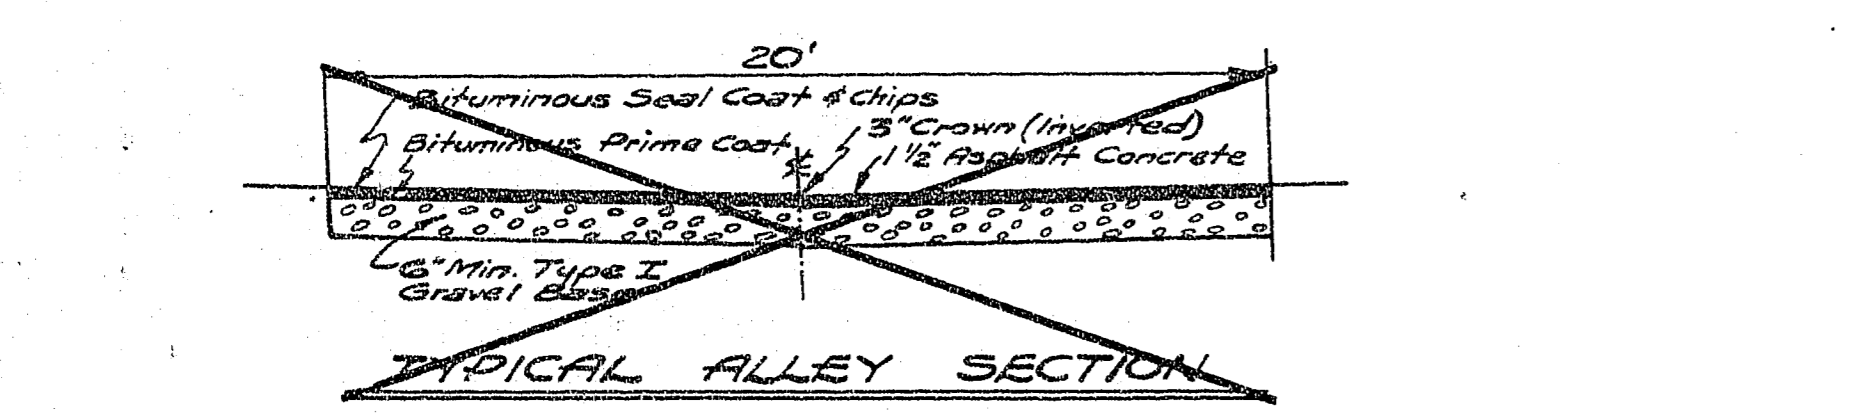 20'
Bituminous Seal Coat & Chips
3" Crown (Inverted)
Bituminous Prime Coat
℄
1 1/2" Asphalt Concrete
6" Min. Type I
Gravel Base
TYPICAL ALLEY SECTION